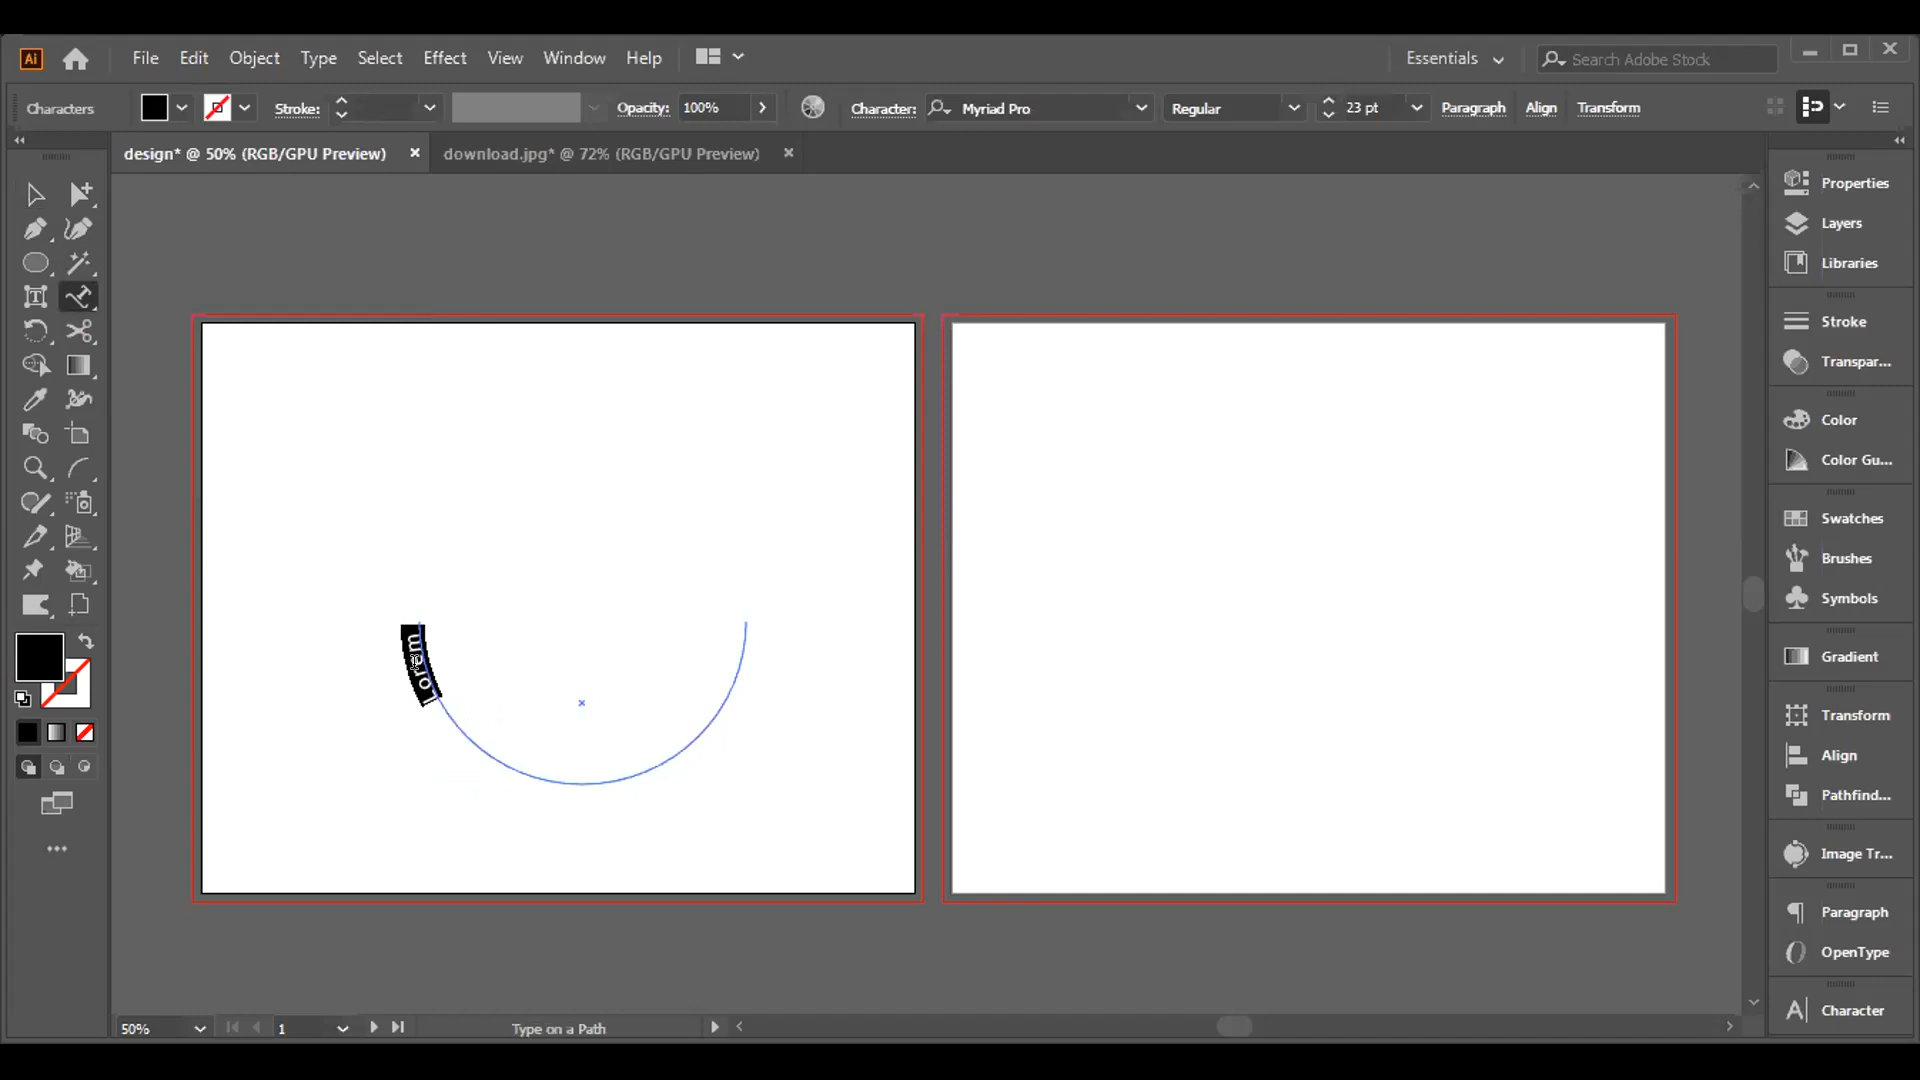 Ai File Edit Object Type Select Effect View Window Help Essentials Search Adobe Stock
Characters Stroke: Opacity: 100% Character: Myriad Pro Regular 23 pt Paragraph Align Transform
design* @ 50% (RGB/GPU Preview) × download.jpg* @ 72% (RGB/GPU Preview) ×
Properties
Layers
Libraries
Stroke
Transpar...
Color
Color Gu...
Swatches
Brushes
Symbols
Gradient
Transform
Align
Pathfind...
Image Tr...
Paragraph
OpenType
Character
Lorem
50% 1 Type on a Path